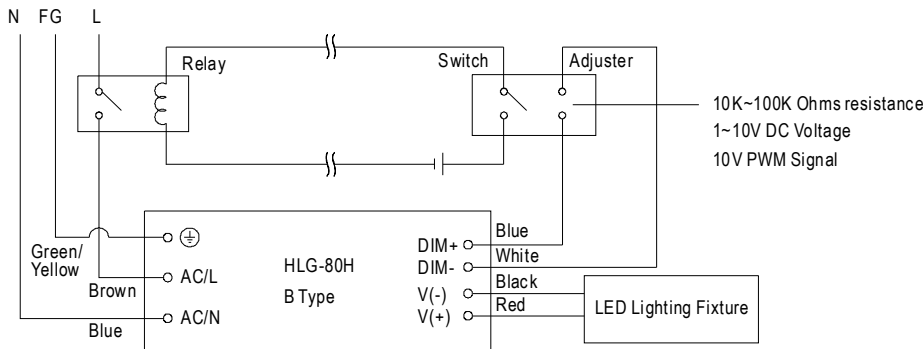 N FG L
Relay
Switch
Adjuster
10K~100K Ohms resistance
1~10V DC Voltage
10V PWM Signal
Green/
Yellow
Brown
Blue
AC/L
AC/N
HLG-80H
B Type
DIM+
DIM-
V(-)
V(+)
Blue
White
Black
Red
LED Lighting Fixture